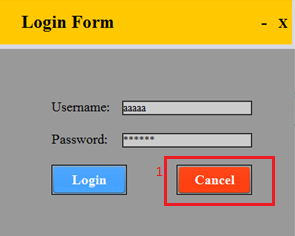 Login Form - X
Username: aaaaa
Password: ******
Login 1 Cancel